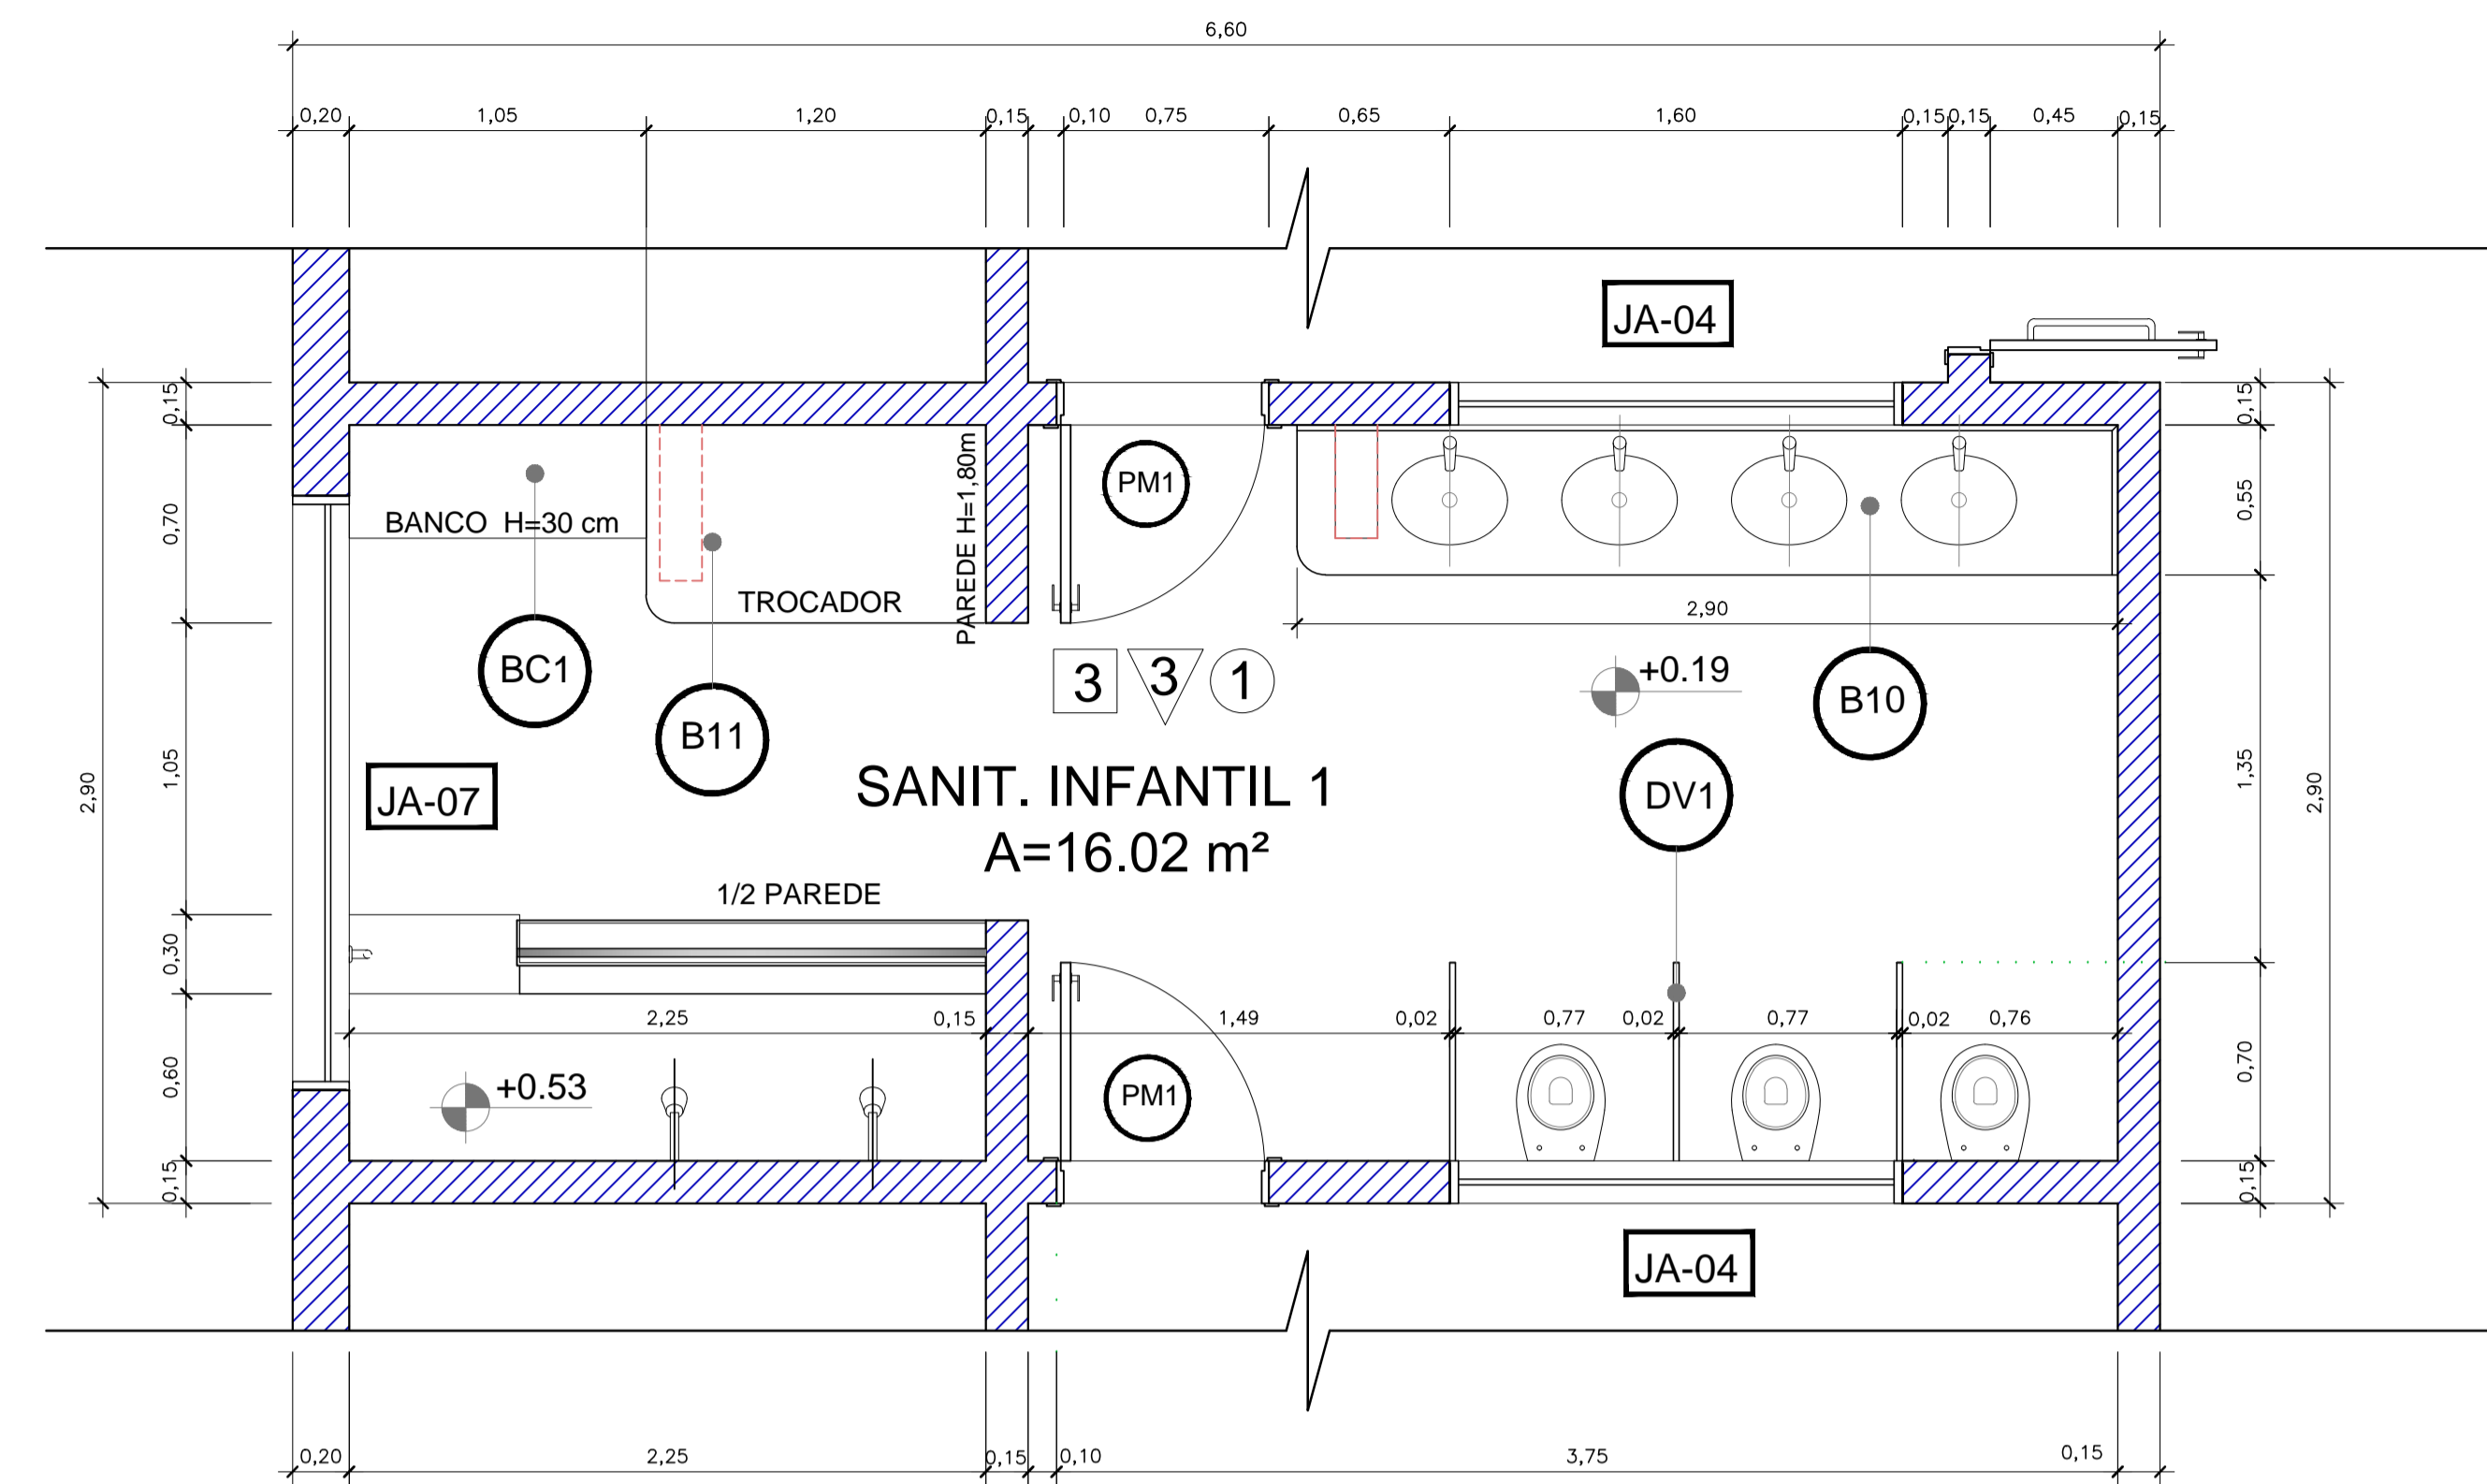 6,60
0,20 1,05 1,20 0,15 0,10 0,75 0,65 1,60 0,15 0,15 0,45 0,15
JA-04
0,15
0,15
PAREDE H=1,80m
PM1
0,70
BANCO H=30 cm
0,55
TROCADOR
2,90
BC1
3 3 1
+0.19
B10
B11
2,90
1,05
JA-07
SANIT. INFANTIL 1
A=16.02 m²
DV1
1,35
2,90
1/2 PAREDE
0,30
2,25 0,15 1,49 0,02 0,77 0,02 0,77 0,02 0,76
0,60
+0.53
PM1
0,70
0,15
0,15
JA-04
0,20 2,25 0,15 0,10 3,75 0,15